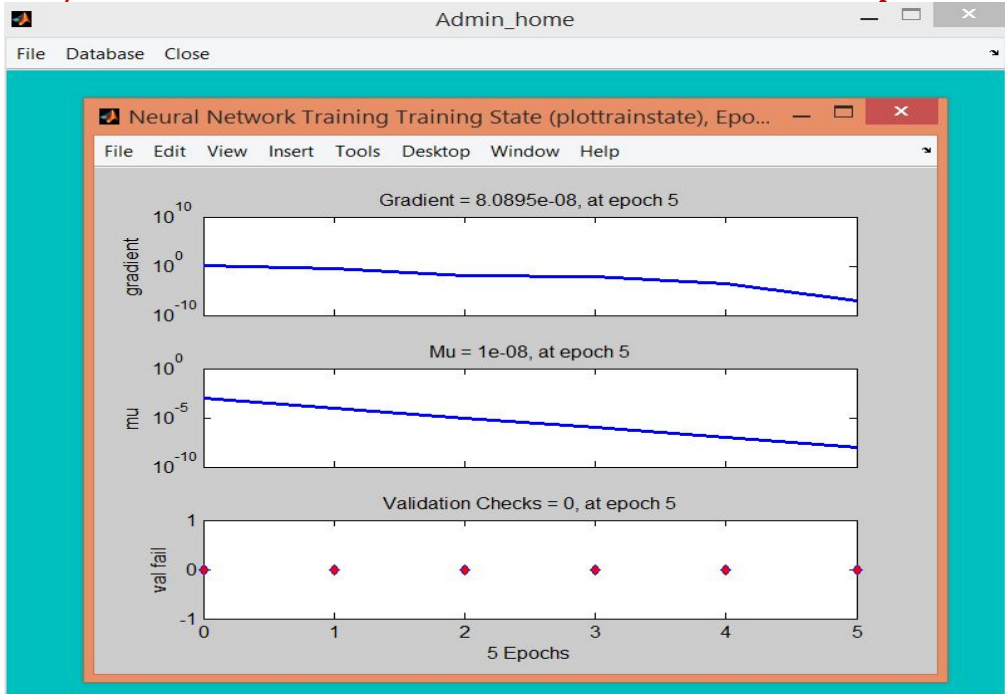 Admin_home
File Database Close
Neural Network Training Training State (plottrainstate), Epo...
File Edit View Insert Tools Desktop Window Help
Gradient = 8.0895e-08, at epoch 5
10^10
10^0
10^-10
gradient
Mu = 1e-08, at epoch 5
10^0
10^-5
10^-10
mu
Validation Checks = 0, at epoch 5
1
0
-1
val fail
0 1 2 3 4 5
5 Epochs